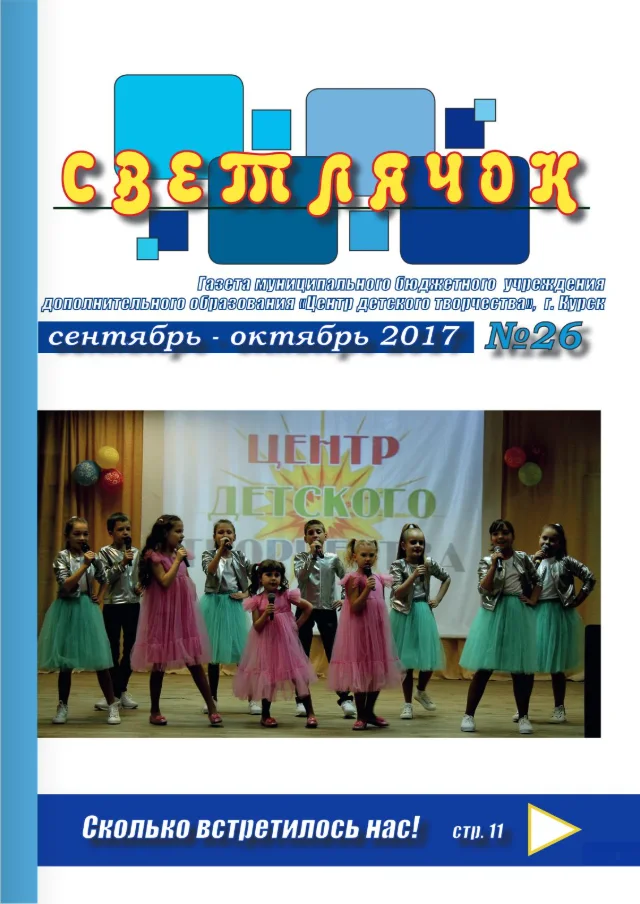 СВЕТЛЯЧОК
Газета муниципального бюджетного учреждения
дополнительного образования «Центр детского творчества», г. Курск
сентябрь - октябрь 2017 №26
ЦЕНТР
ДЕТСКОГО
ТВОРЧЕСТВА
Сколько встретилось нас! стр. 11